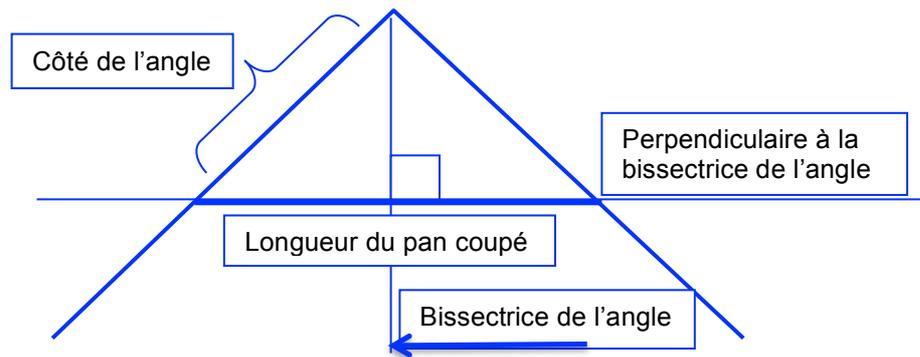 Côté de l’angle
Perpendiculaire à la
bissectrice de l’angle
Longueur du pan coupé
Bissectrice de l’angle